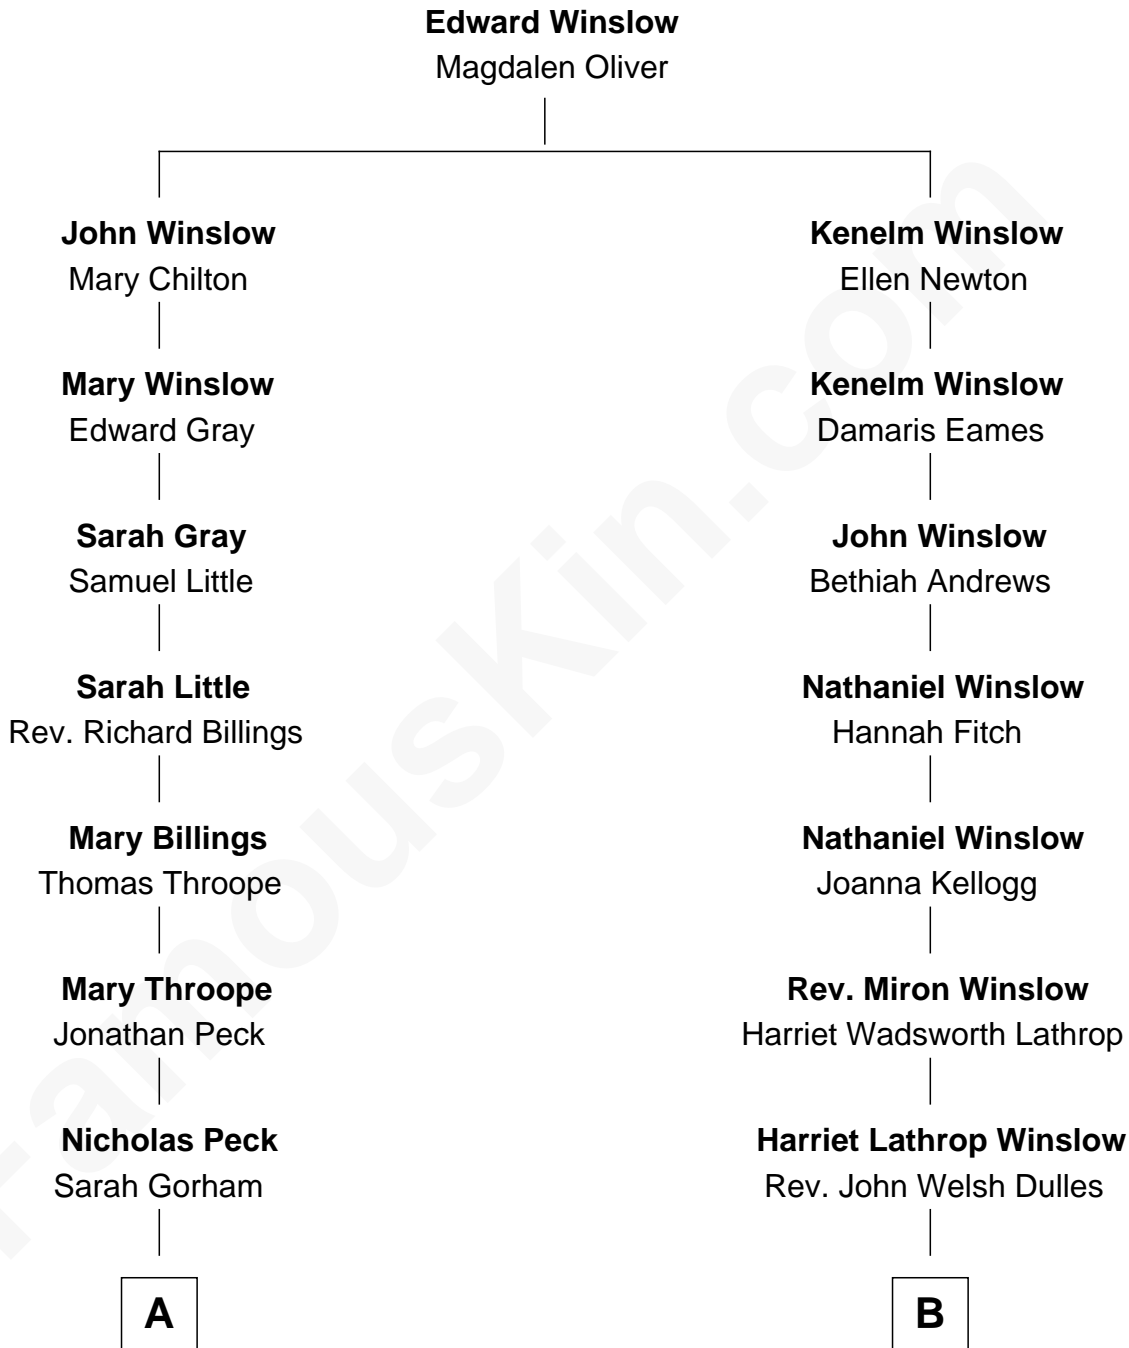 Edward Winslow
Magdalen Oliver
John Winslow
Mary Chilton
Kenelm Winslow
Ellen Newton
Mary Winslow
Edward Gray
Kenelm Winslow
Damaris Eames
Sarah Gray
Samuel Little
John Winslow
Bethiah Andrews
Sarah Little
Rev. Richard Billings
Nathaniel Winslow
Hannah Fitch
Mary Billings
Thomas Throope
Nathaniel Winslow
Joanna Kellogg
Mary Throope
Jonathan Peck
Rev. Miron Winslow
Harriet Wadsworth Lathrop
Nicholas Peck
Sarah Gorham
Harriet Lathrop Winslow
Rev. John Welsh Dulles
A
B
FamousKin.com